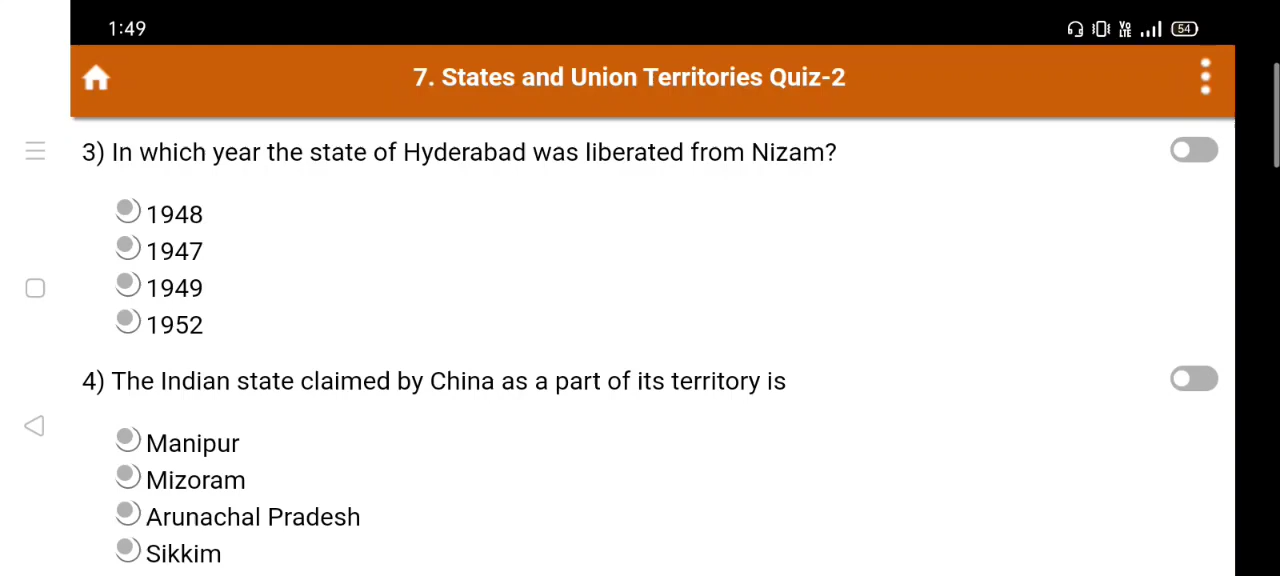 1:49
Vo LTE 54
7. States and Union Territories Quiz-2
3) In which year the state of Hyderabad was liberated from Nizam?
1948
1947
1949
1952
4) The Indian state claimed by China as a part of its territory is
Manipur
Mizoram
Arunachal Pradesh
Sikkim